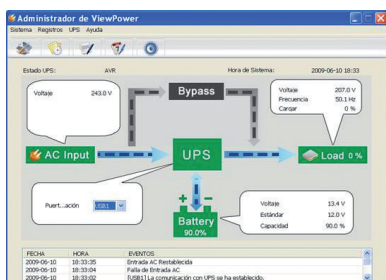 Administrador de ViewPower
Sistema Registros UPS Ayuda
Estado UPS: AVR Hora de Sistema: 2009-06-10 18:33
Voltaje 243.0 V
Bypass
Voltaje 207.0 V
Frecuencia 50.1 Hz
Cargar 0 %
AC Input
UPS
Load 0 %
Puert...ación USB1
+ -
Battery
90.0%
Voltaje 13.4 V
Estándar 12.0 V
Capacidad 90.0 %
FECHA HORA EVENTOS
2009-06-10 18:33:35 Entrada AC Restablecida
2009-06-10 18:33:04 Falla de Entrada AC
2009-06-10 18:33:02 [USB1] La comunicación con UPS se ha establecido.